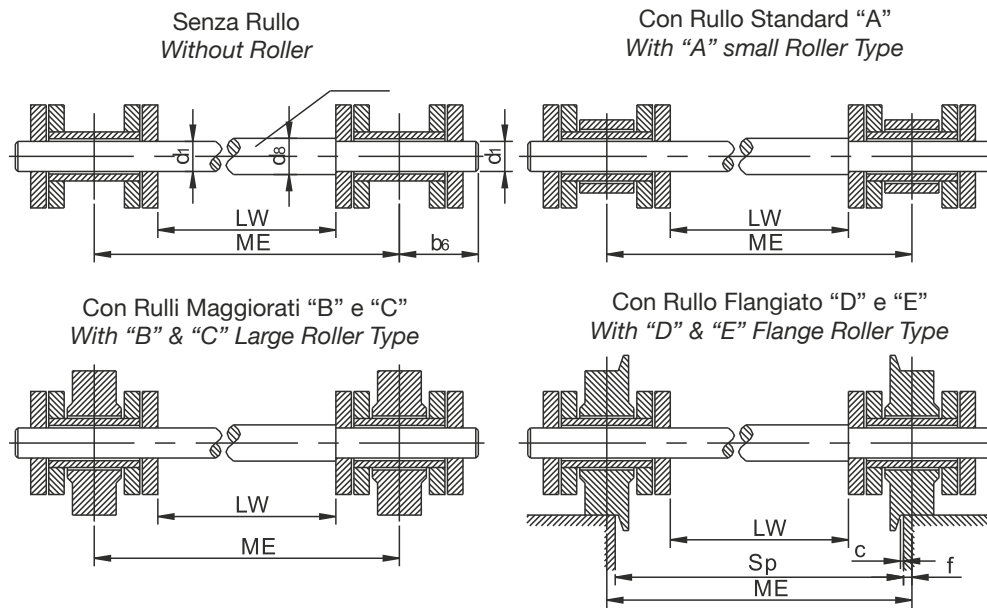 Senza Rullo
Without Roller
Con Rullo Standard “A”
With “A” small Roller Type
d1
d8
d1
LW
ME
b6
LW
ME
Con Rulli Maggiorati “B” e “C”
With “B” & “C” Large Roller Type
Con Rullo Flangiato “D” e “E”
With “D” & “E” Flange Roller Type
LW
ME
LW
c
Sp
f
ME